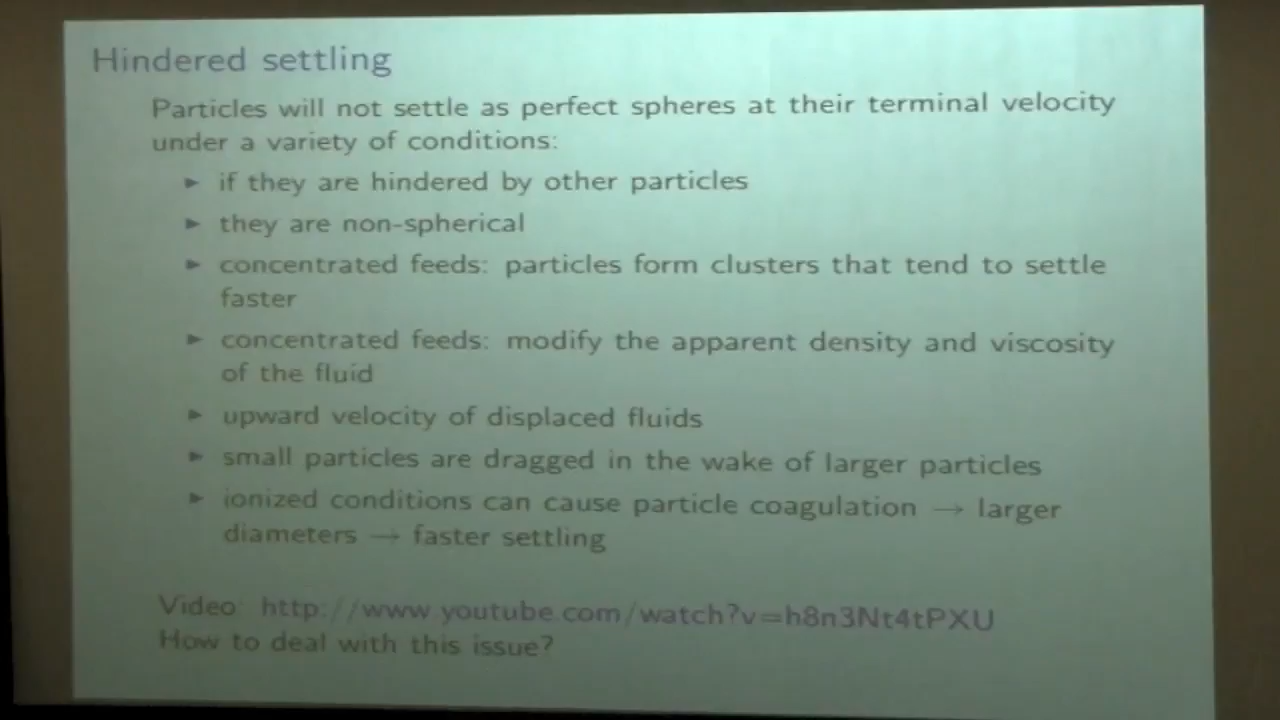 Hindered settling
Particles will not settle as perfect spheres at their terminal velocity
under a variety of conditions:
► if they are hindered by other particles
► they are non-spherical
► concentrated feeds: particles form clusters that tend to settle
faster
► concentrated feeds: modify the apparent density and viscosity
of the fluid
► upward velocity of displaced fluids
► small particles are dragged in the wake of larger particles
► ionized conditions can cause particle coagulation → larger
diameters → faster settling
Video: http://www.youtube.com/watch?v=h8n3Nt4tPXU
How to deal with this issue?